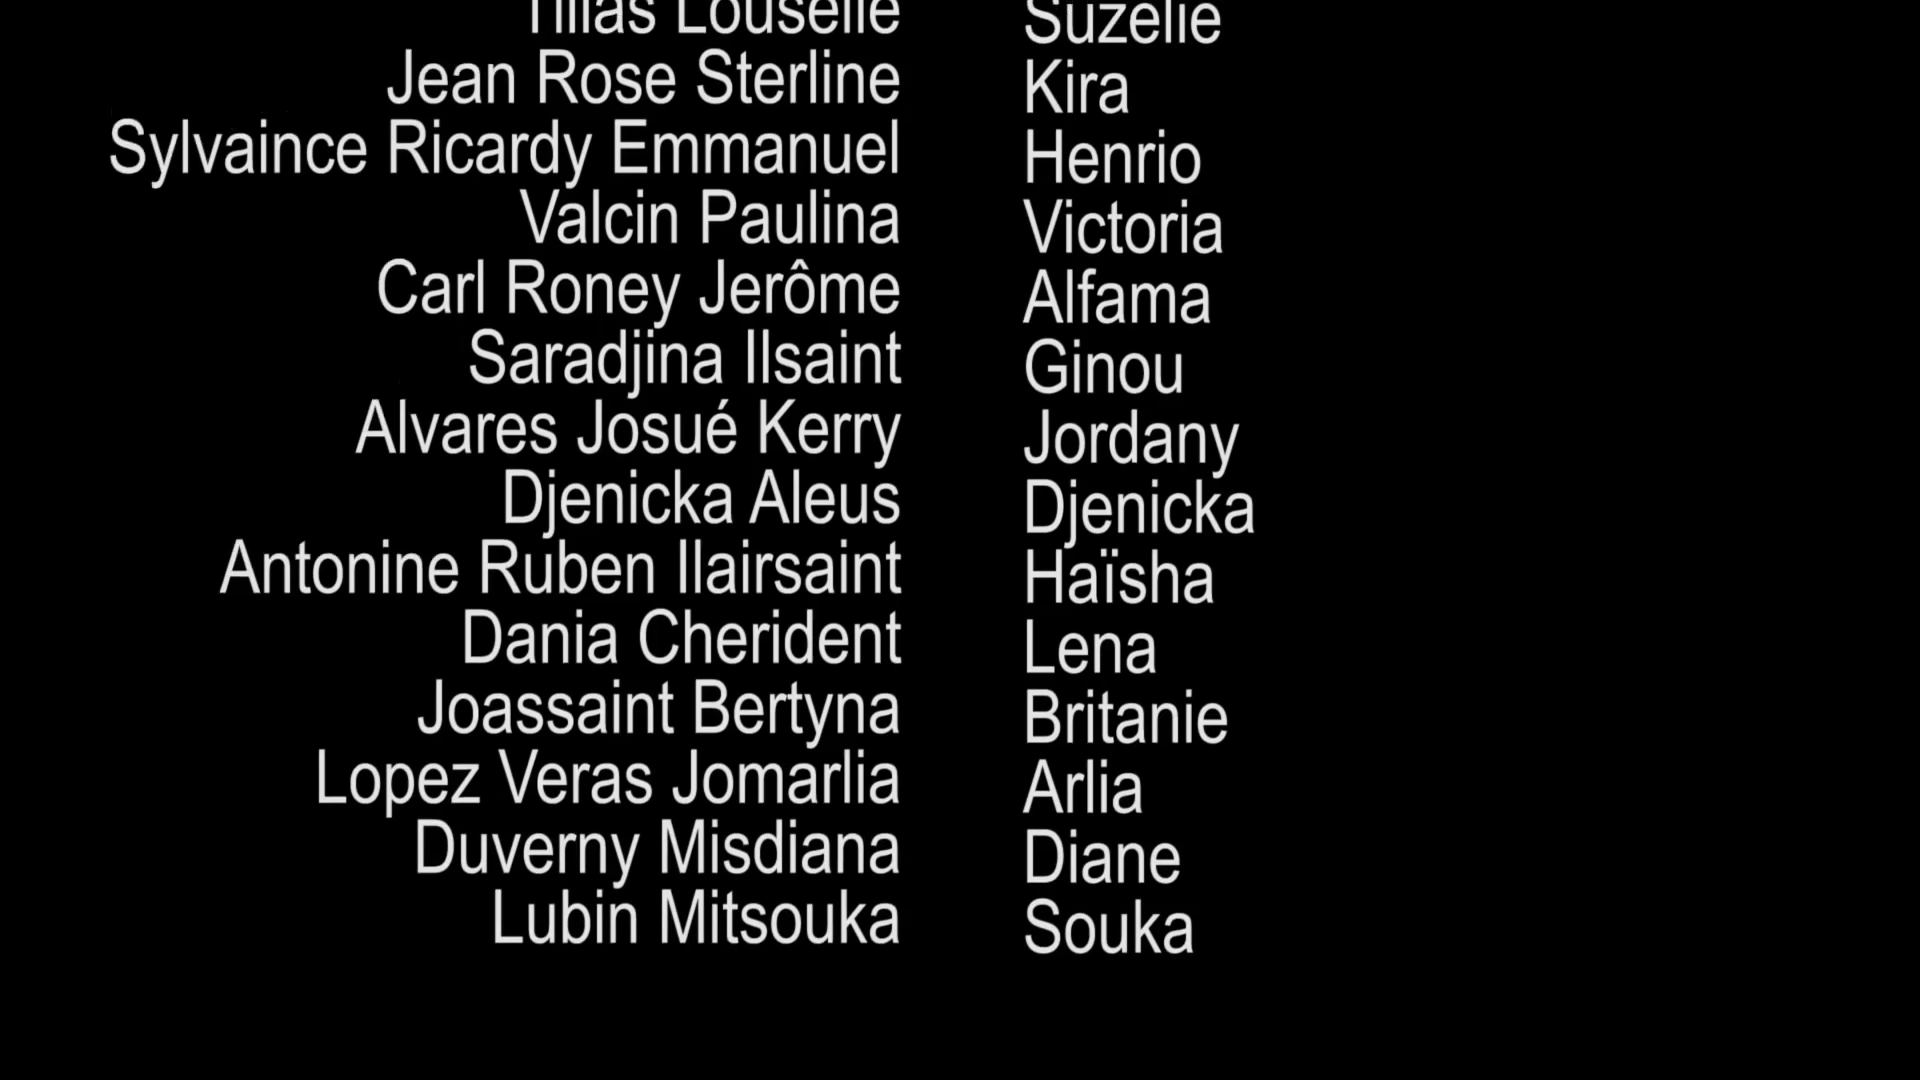 Louselie Suzelie
Jean Rose Sterline Kira
Sylvaince Ricardy Emmanuel Henrio
Valcin Paulina Victoria
Carl Roney Jerôme Alfama
Saradjina Ilsaint Ginou
Alvares Josué Kerry Jordany
Djenicka Aleus Djenicka
Antonine Ruben Ilairsaint Haïsha
Dania Cherident Lena
Joassaint Bertyna Britanie
Lopez Veras Jomarlia Arlia
Duverny Misdiana Diane
Lubin Mitsouka Souka